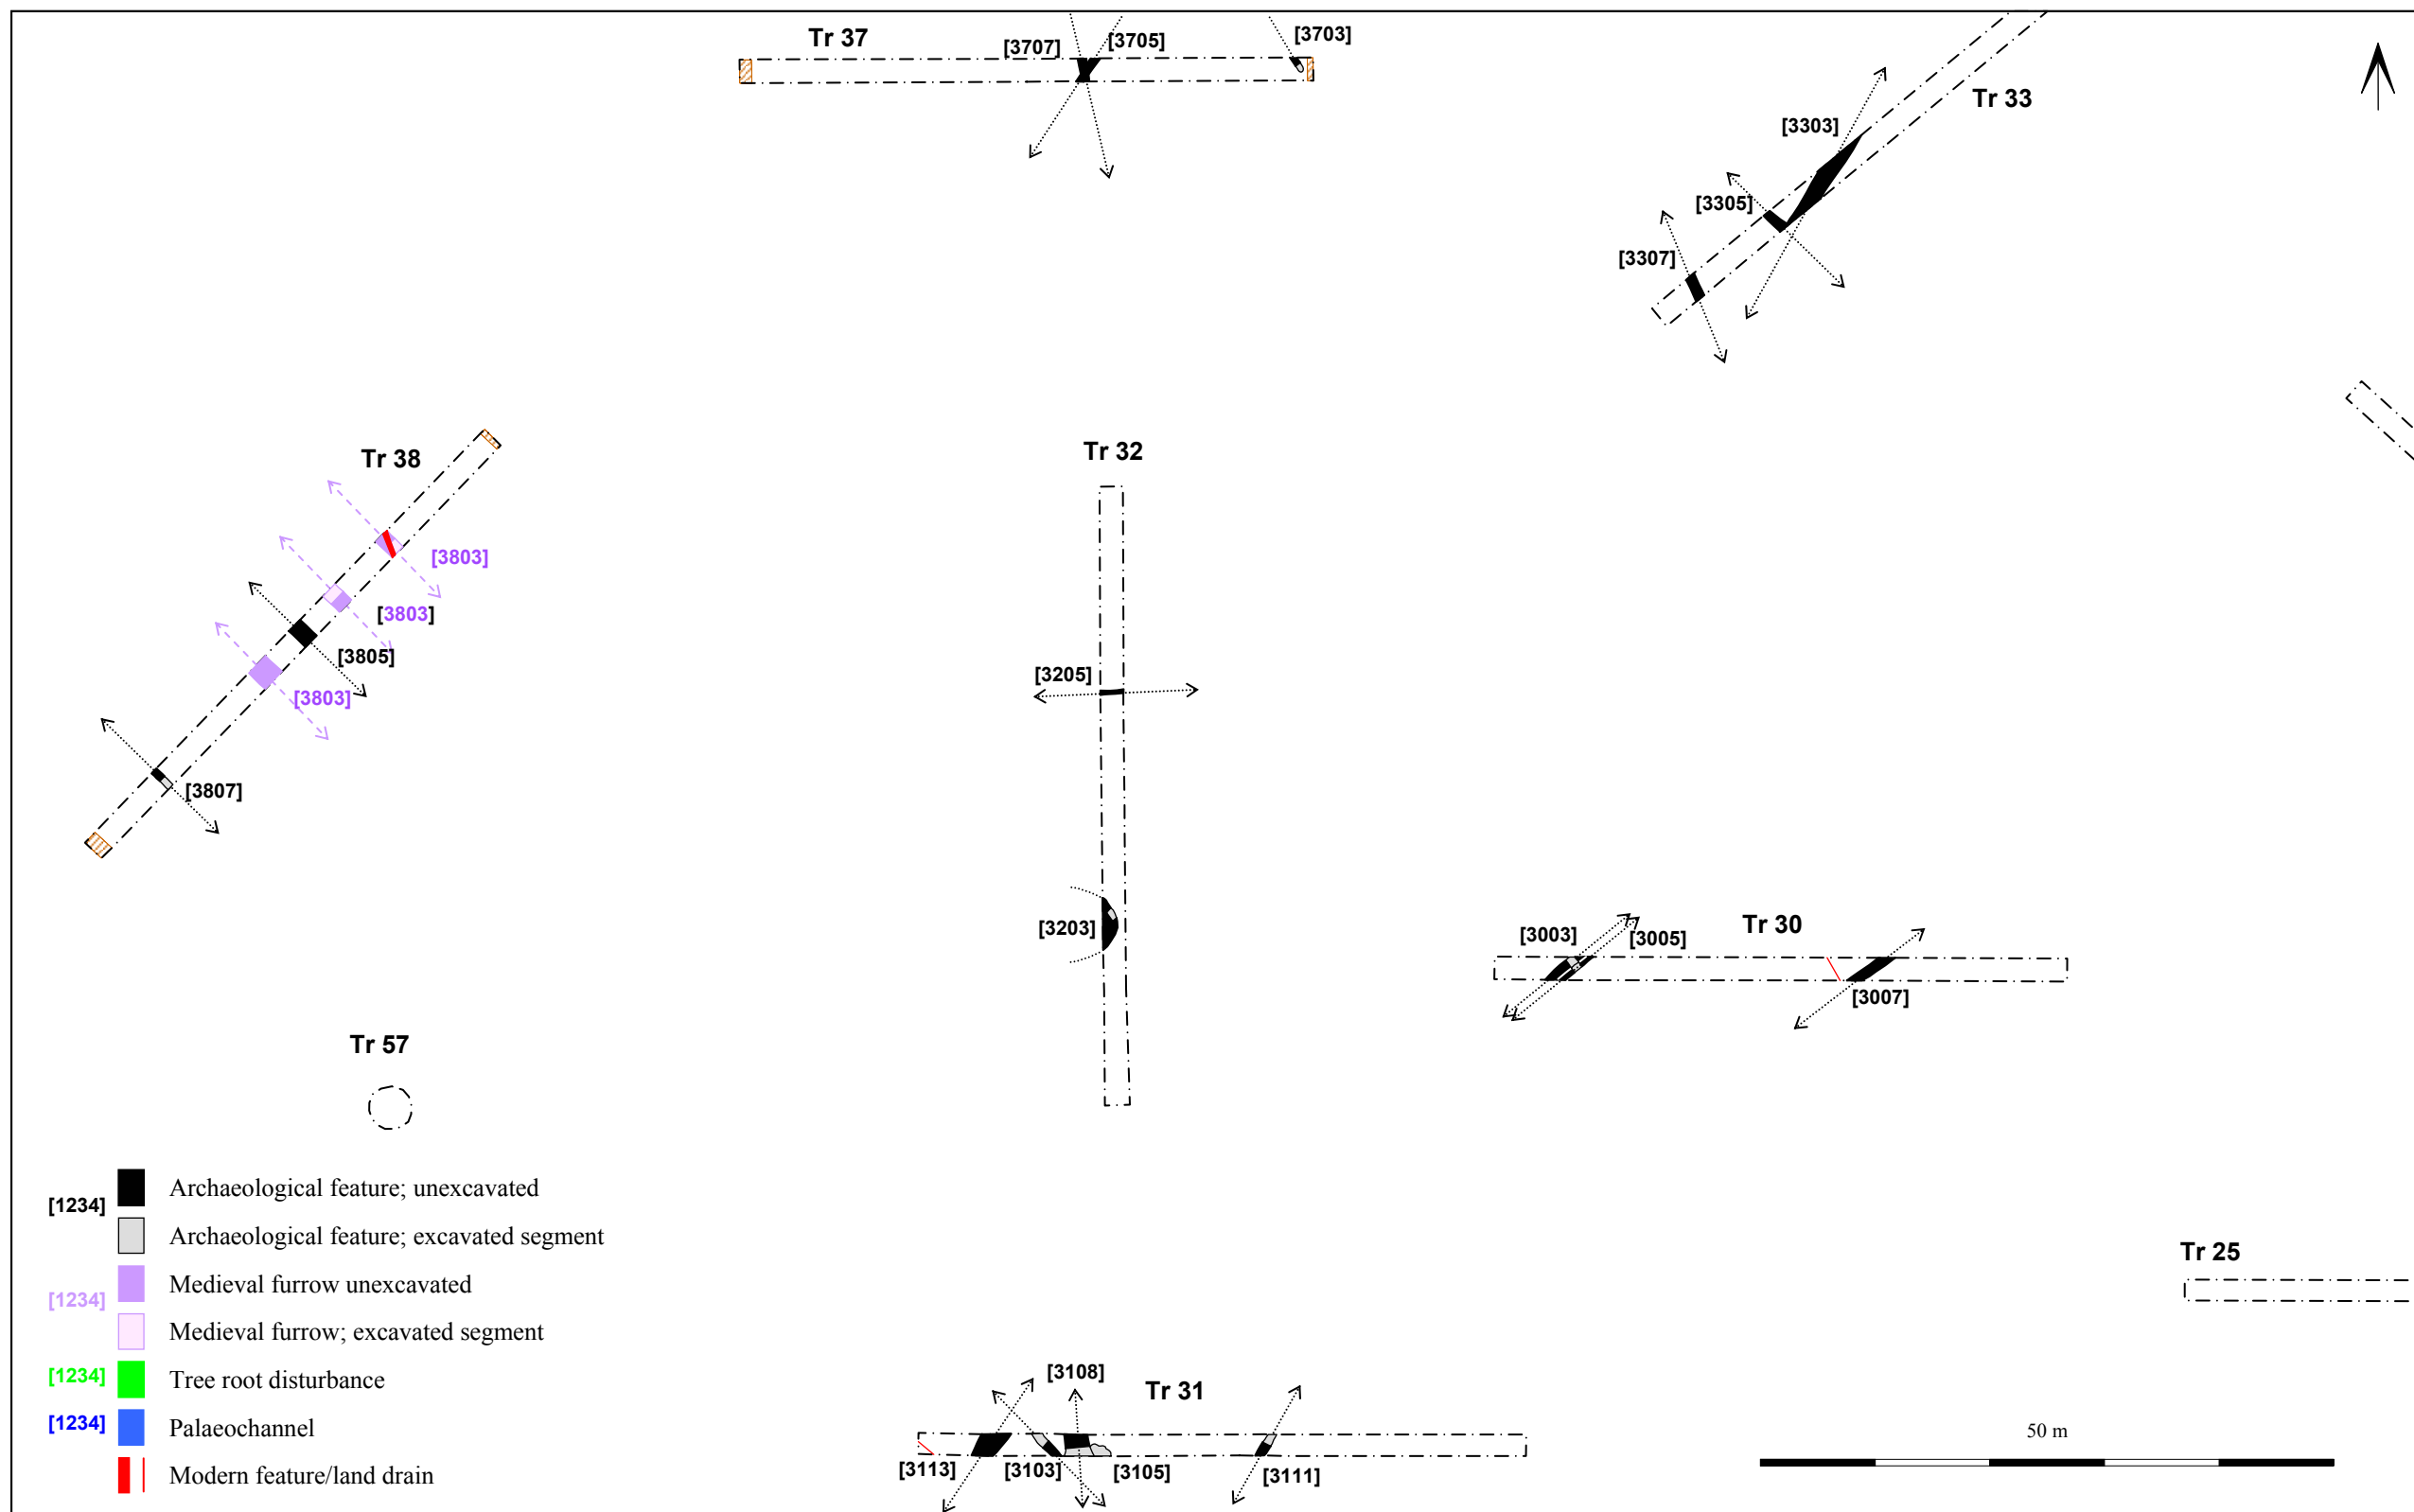 Tr 37
[3707]
[3705]
[3703]
Tr 33
[3303]
[3305]
[3307]
Tr 38
[3803]
[3803]
[3805]
[3803]
[3807]
Tr 32
[3205]
[3203]
Tr 30
[3003]
[3005]
[3007]
Tr 57
Tr 25
[1234]
Archaeological feature; unexcavated
Archaeological feature; excavated segment
[1234]
Medieval furrow unexcavated
Medieval furrow; excavated segment
[1234]
Tree root disturbance
[1234]
Palaeochannel
Modern feature/land drain
[3108]
Tr 31
[3113]
[3103]
[3105]
[3111]
50 m